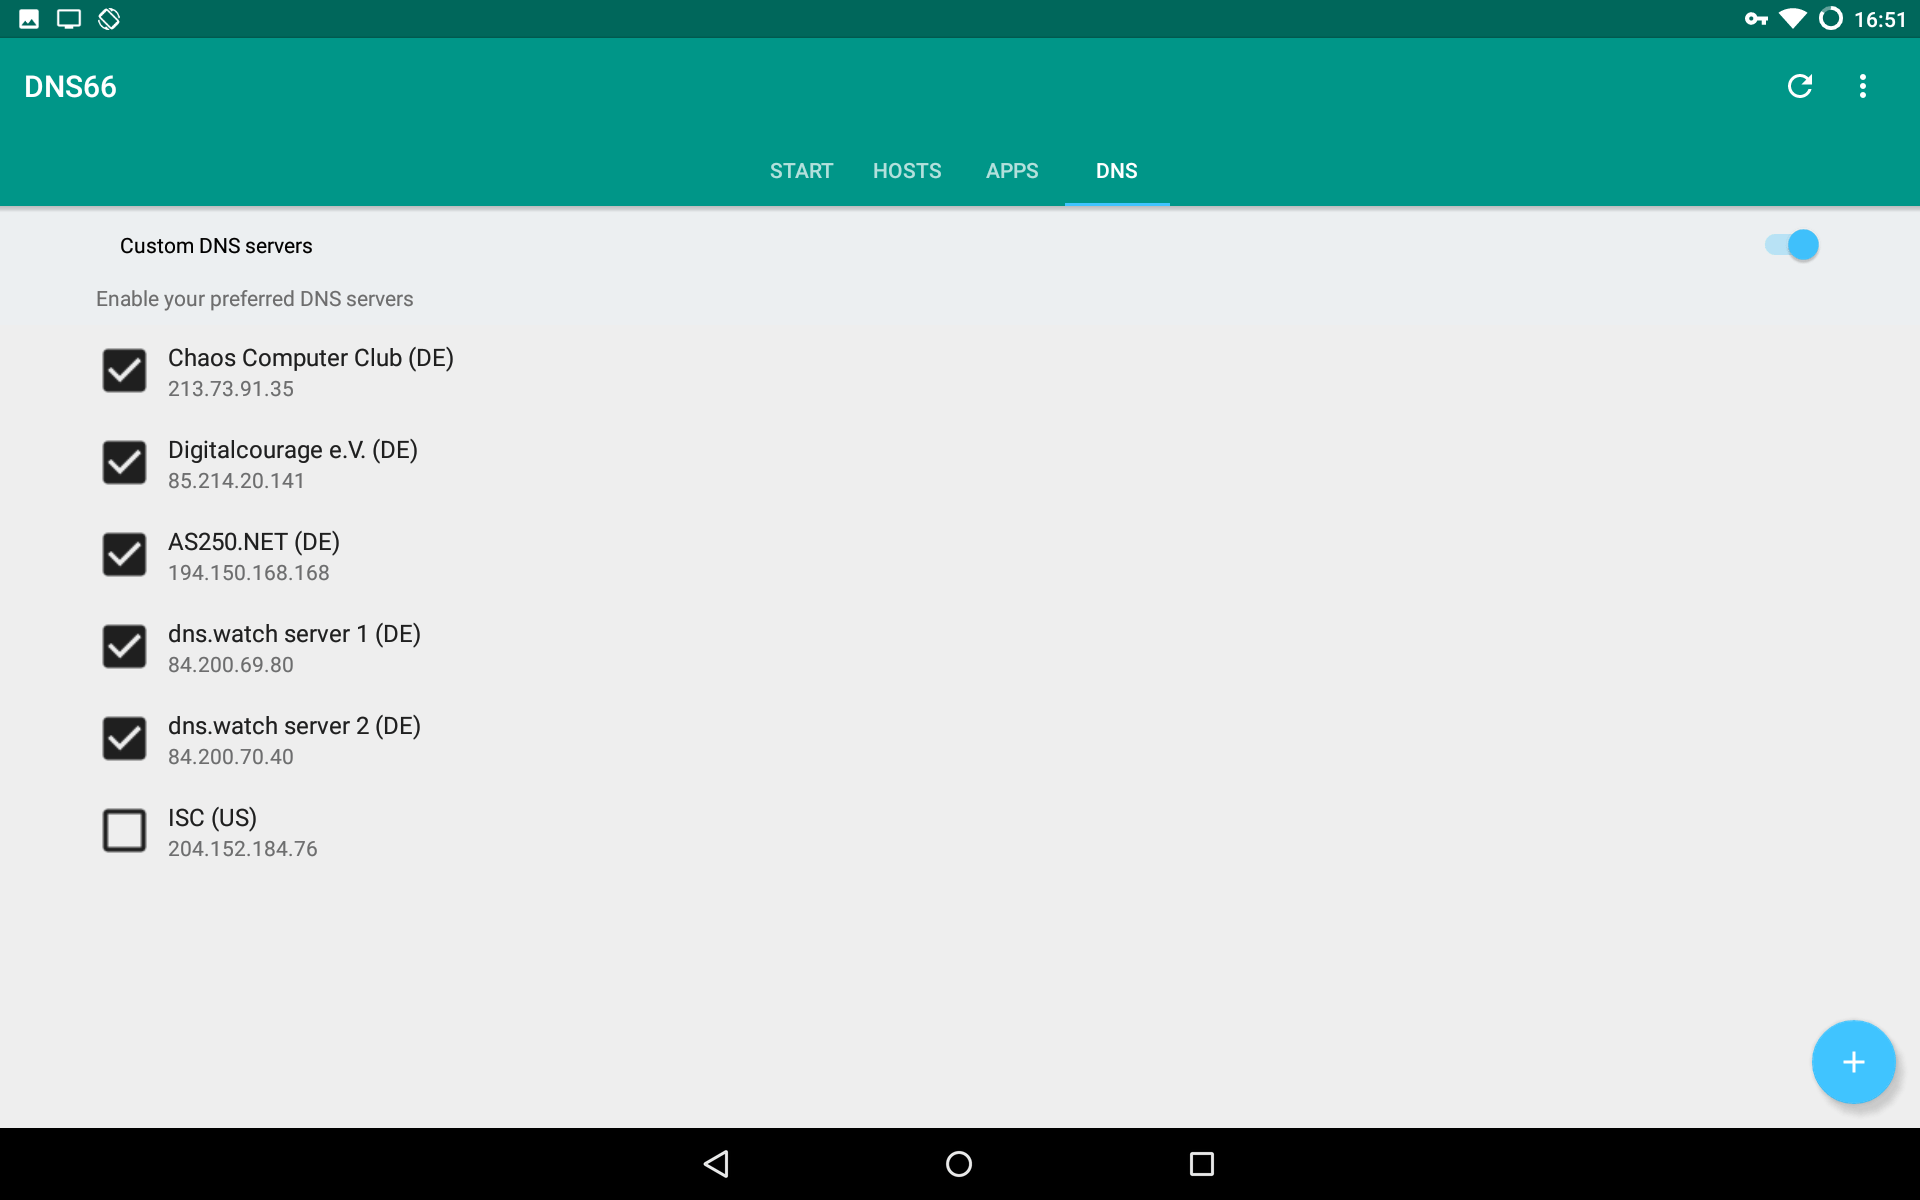 16:51
DNS66
START HOSTS APPS DNS
Custom DNS servers
Enable your preferred DNS servers
Chaos Computer Club (DE)
213.73.91.35
Digitalcourage e.V. (DE)
85.214.20.141
AS250.NET (DE)
194.150.168.168
dns.watch server 1 (DE)
84.200.69.80
dns.watch server 2 (DE)
84.200.70.40
ISC (US)
204.152.184.76